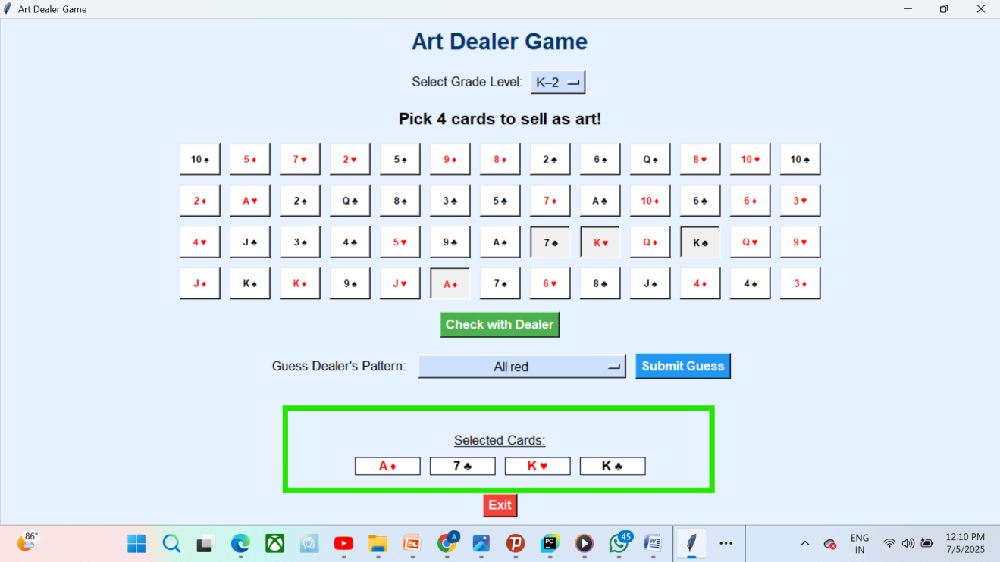 Art Dealer Game
Art Dealer Game
Select Grade Level: K–2
Pick 4 cards to sell as art!
10♠ 5♦ 7♥ 2♥ 5♠ 9♦ 8♦ 2♣ 6♠ Q♠ 8♥ 10♥ 10♣
2♦ A♥ 2♠ Q♣ 8♠ 3♣ 5♣ 7♦ A♣ 10♦ 6♣ 6♦ 3♥
4♥ J♣ 3♠ 4♣ 5♥ 9♣ A♠ 7♣ K♥ Q♦ K♣ Q♥ 9♥
J♦ K♠ K♦ 9♠ J♥ A♦ 7♠ 6♥ 8♣ J♠ 4♦ 4♠ 3♦
Check with Dealer
Guess Dealer's Pattern: All red Submit Guess
Selected Cards:
A♦ 7♣ K♥ K♣
Exit
86°
A
PC
45
ENG
IN
12:10 PM
7/5/2025